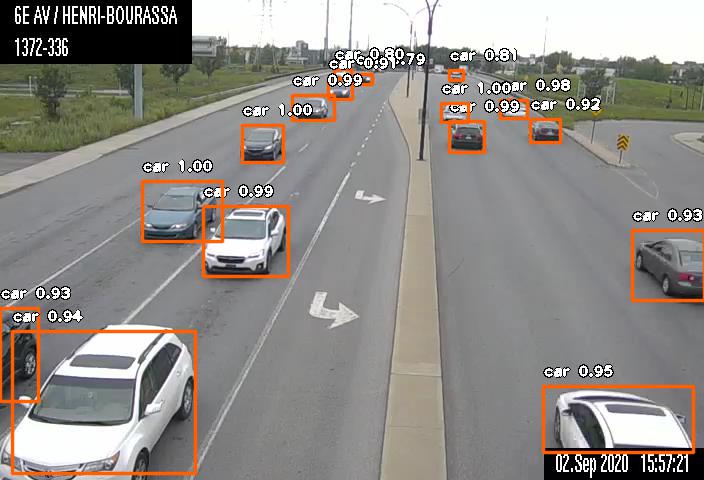 6E AV / HENRI-BOURASSA
1372-336
car 0.80
car 0.81
car 0.91
.79
car 0.99
car 1.00
0.98
car 1.00
car 0.99
car 0.92
car 1.00
car 0.99
car 0.93
car 0.93
car 0.94
car 0.95
02.Sep 2020 15:57:21